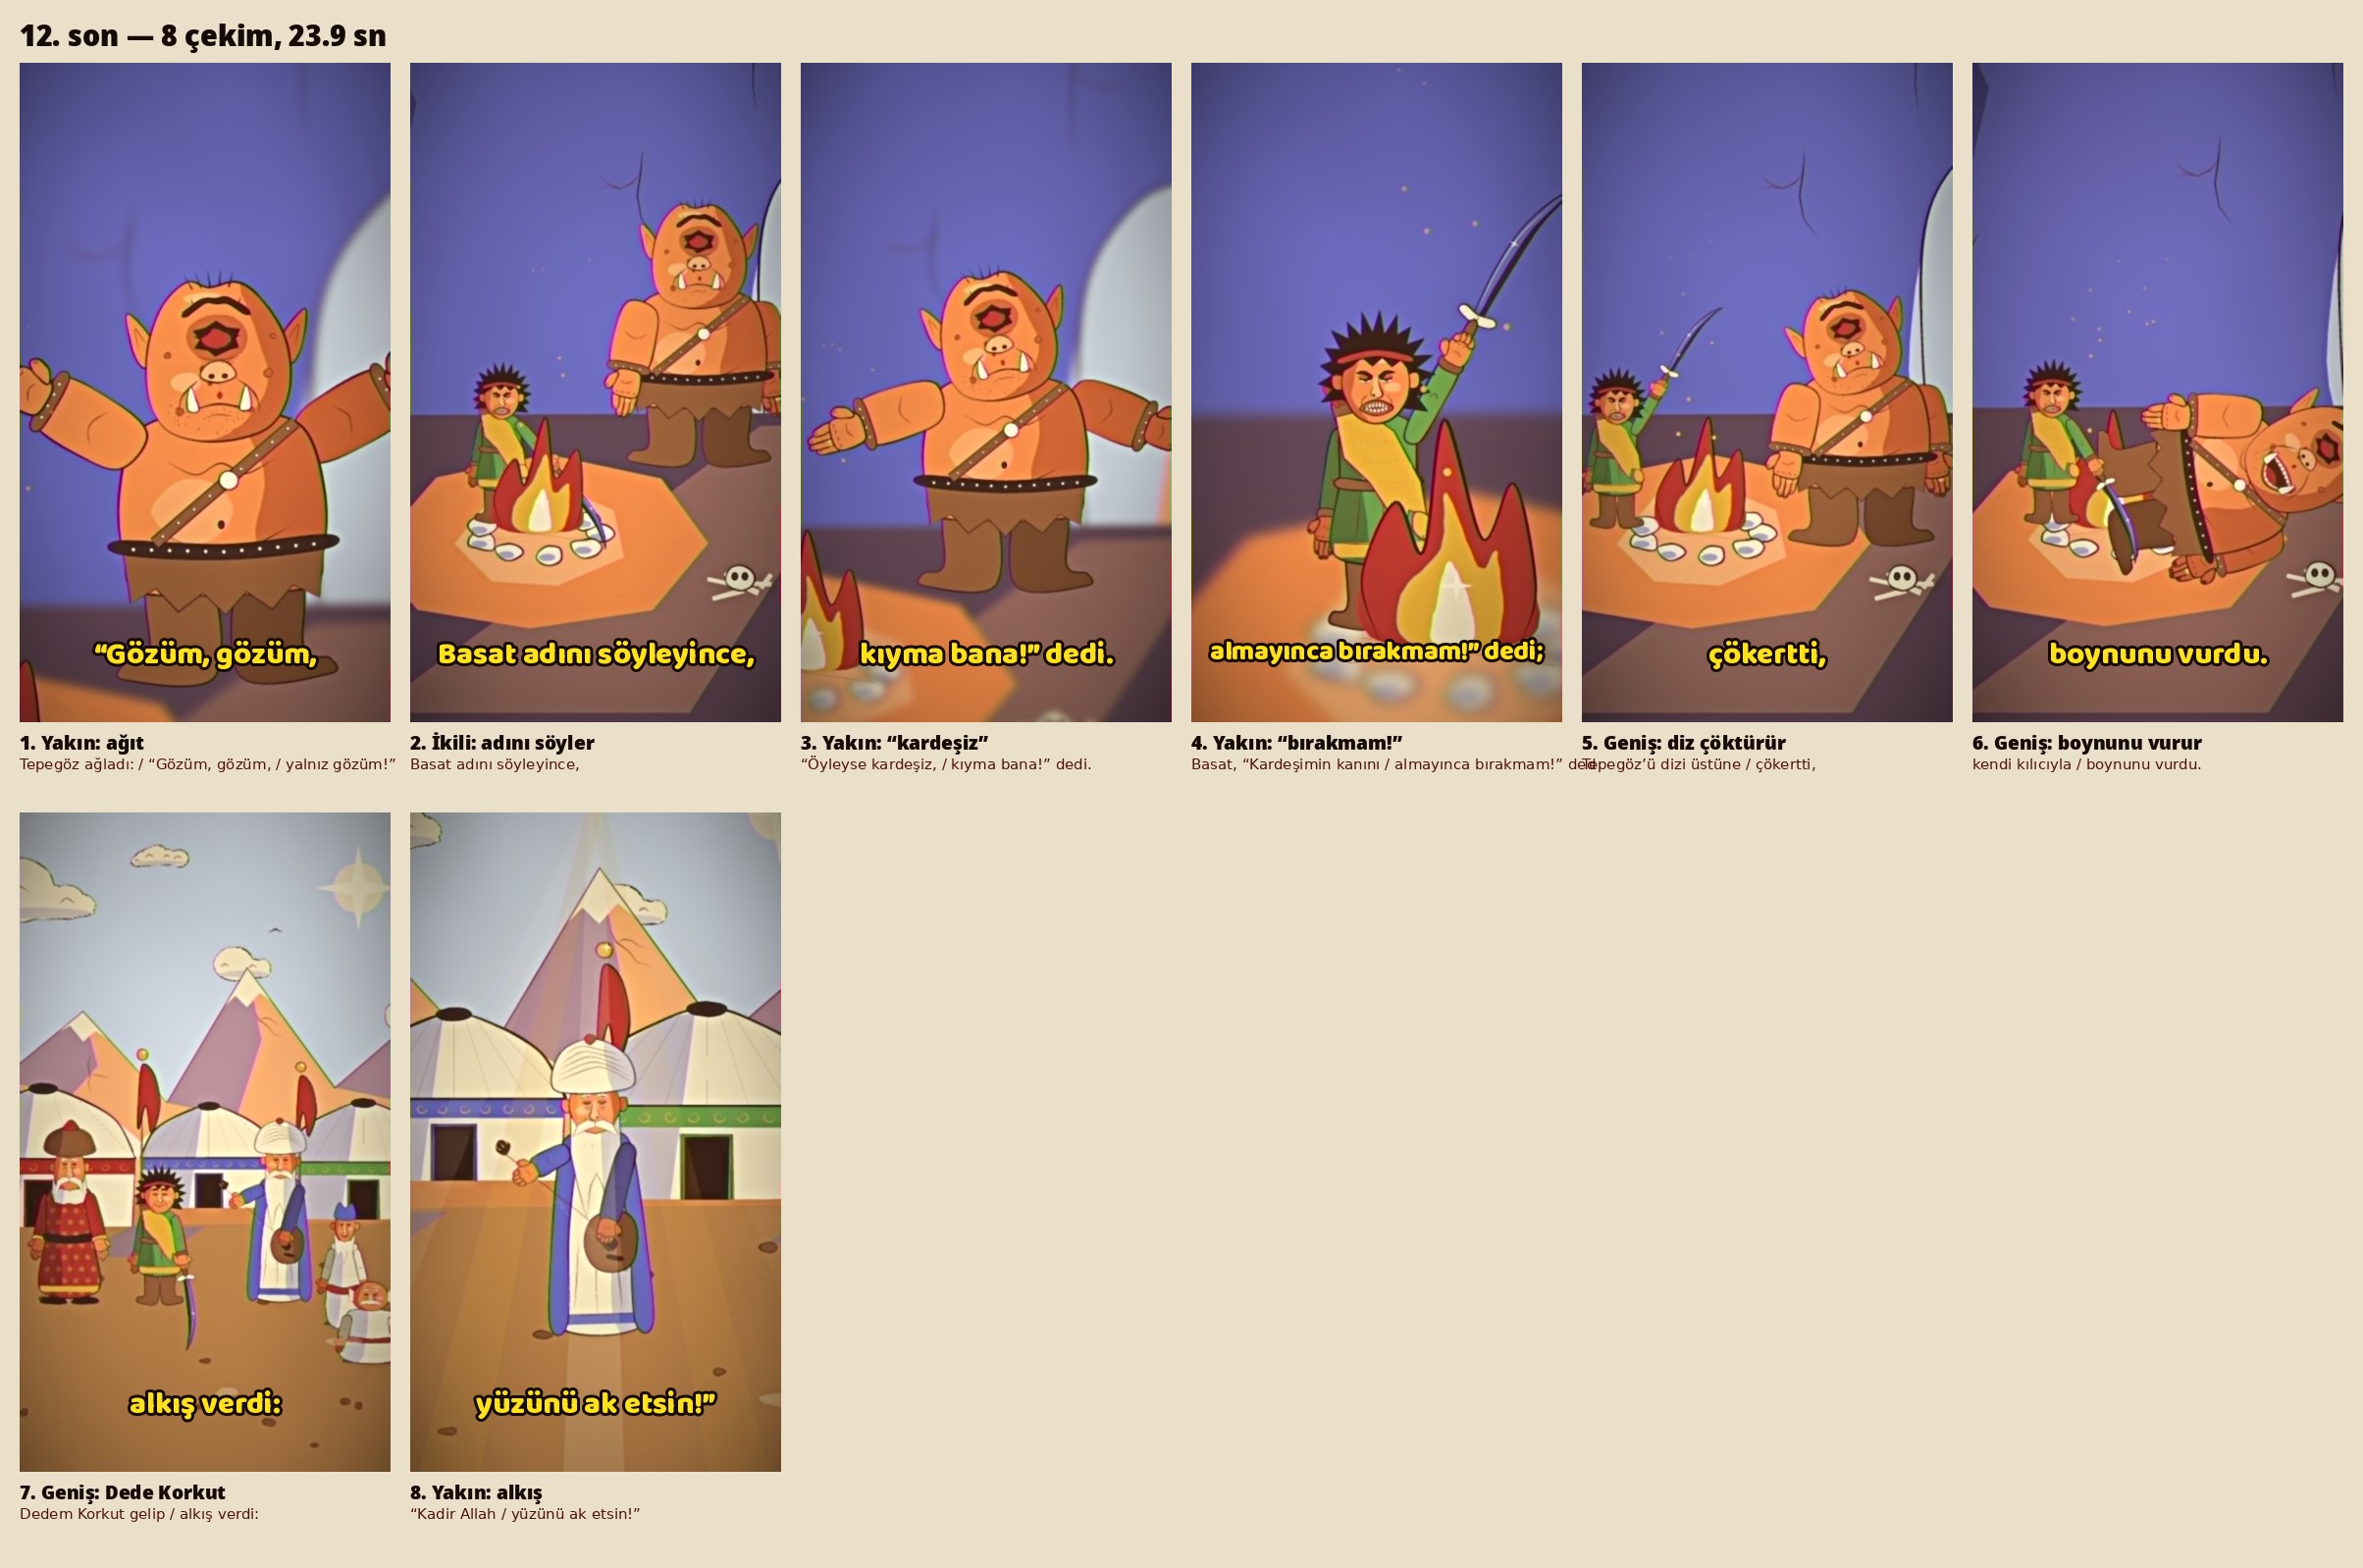 12. son — 8 çekim, 23.9 sn
“Gözüm, gözüm,
Basat adını söyleyince,
kıyma bana!” dedi.
almayınca bırakmam!” dedi;
çökertti,
boynunu vurdu.
1. Yakın: ağıt
Tepegöz ağladı: / “Gözüm, gözüm, / yalnız gözüm!”
2. İkili: adını söyler
Basat adını söyleyince,
3. Yakın: “kardeşiz”
“Öyleyse kardeşiz, / kıyma bana!” dedi.
4. Yakın: “bırakmam!”
Basat, “Kardeşimin kanını / almayınca bırakmam!”
5. Geniş: diz çöktürür
Tepegöz’ü dizi üstüne / çökertti,
6. Geniş: boynunu vurur
kendi kılıcıyla / boynunu vurdu.
alkış verdi:
yüzünü ak etsin!”
7. Geniş: Dede Korkut
Dedem Korkut gelip / alkış verdi:
8. Yakın: alkış
“Kadir Allah / yüzünü ak etsin!”